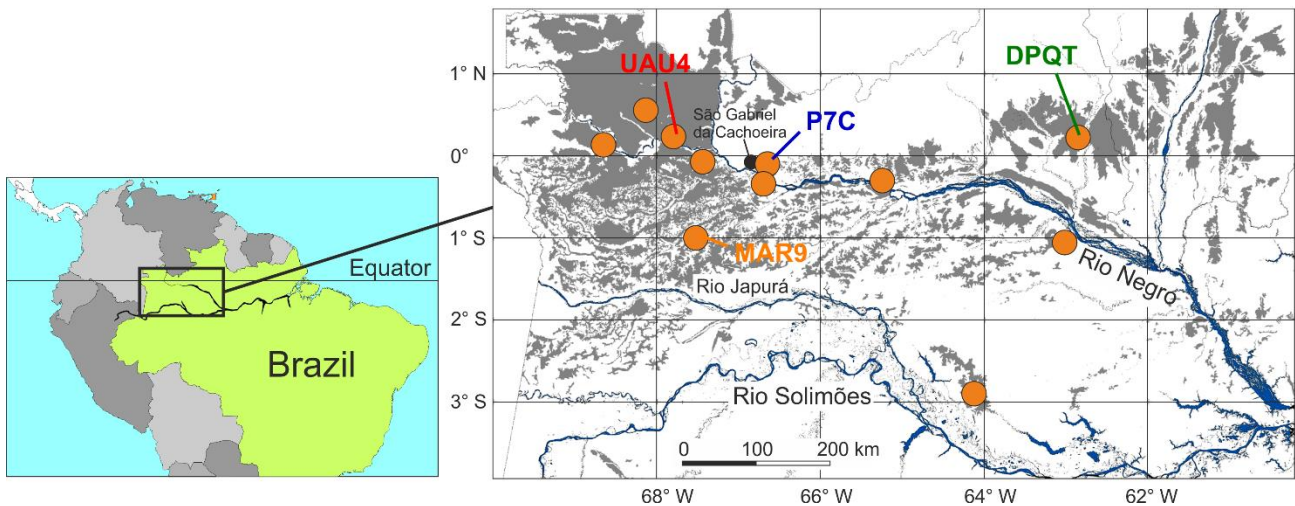 Equator
Brazil
1° N
0°
1° S
2° S
3° S
UAU4
DPQT
São Gabriel
da Cachoeira
P7C
MAR9
Rio Negro
Rio Japurá
Rio Solimões
0 100 200 km
68° W 66° W 64° W 62° W